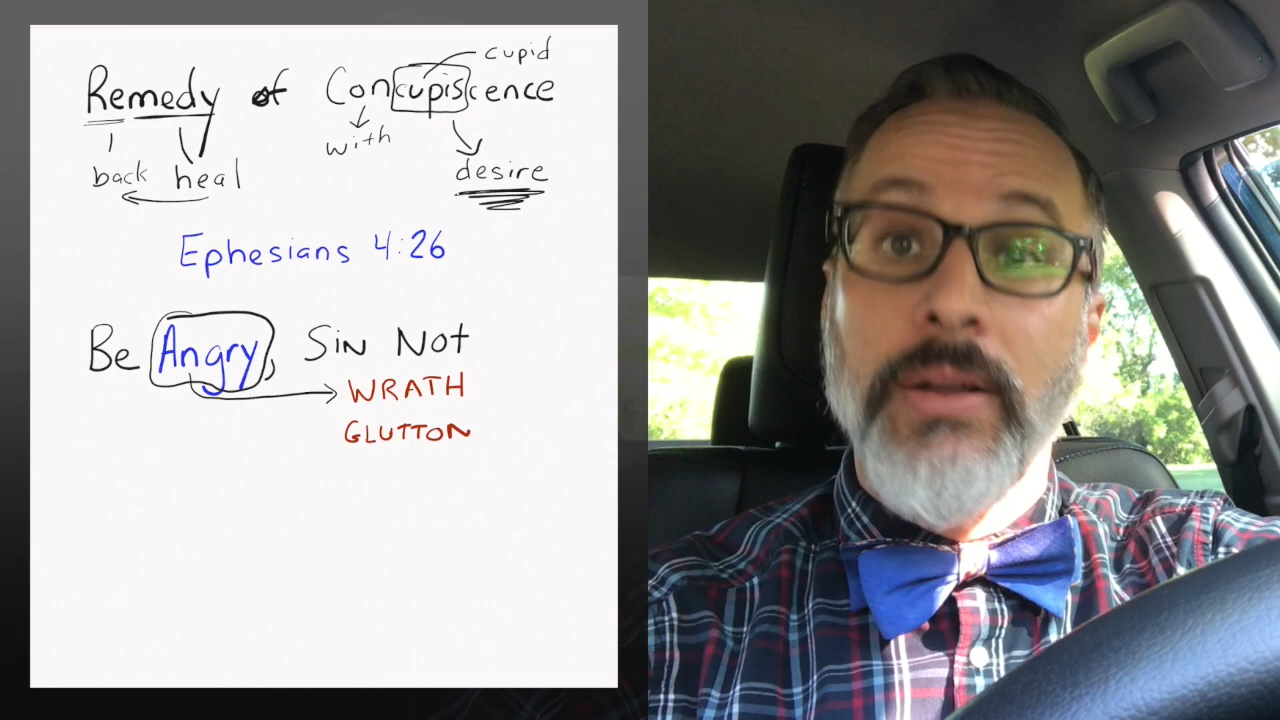 Remedy of Concupiscence
cupid
with
back heal
desire
Ephesians 4:26
Be Angry, Sin Not
WRATH
GLUTTON